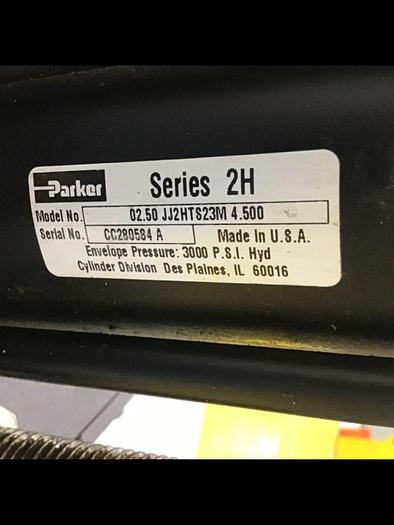 Parker
Series 2H
Model No. 02.50 JJ2HTS23M 4.500
Serial No. CC280584 A Made in U.S.A.
Envelope Pressure: 3000 P.S.I. Hyd
Cylinder Division Des Plaines, IL 60016